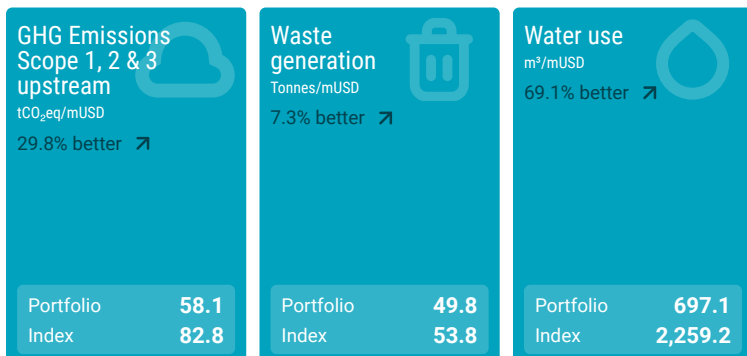 GHG Emissions
Scope 1, 2 & 3
upstream
tCO₂eq/mUSD
29.8% better
Portfolio 58.1
Index 82.8
Waste
generation
Tonnes/mUSD
7.3% better
Portfolio 49.8
Index 53.8
Water use
m³/mUSD
69.1% better
Portfolio 697.1
Index 2,259.2